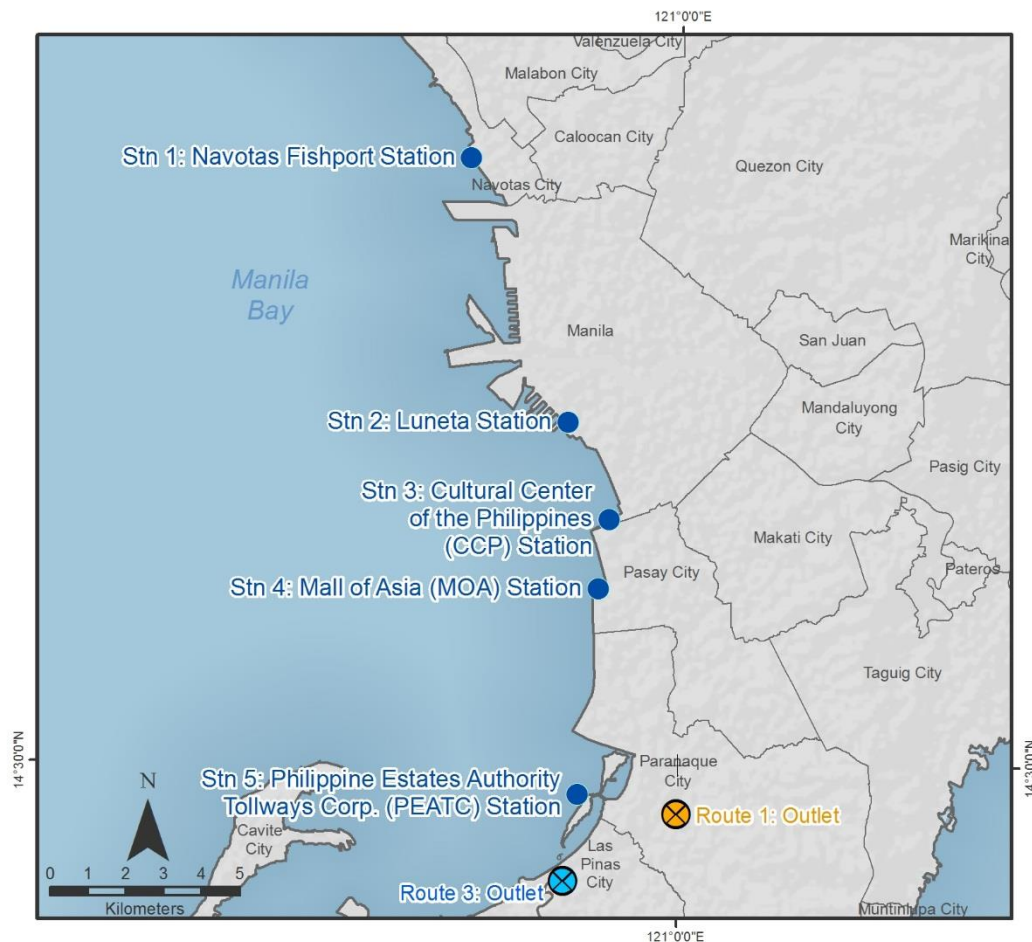 121°0'0"E
Valenzuela City
Malabon City
Caloocan City
Stn 1: Navotas Fishport Station
Quezon City
Navotas City
Marikina
City
Manila
Bay
Manila
San Juan
Mandaluyong
City
Stn 2: Luneta Station
Pasig City
Stn 3: Cultural Center
of the Philippines
(CCP) Station
Makati City
Pasay City
Pateros
Stn 4: Mall of Asia (MOA) Station
Taguig City
14°30'0"N
14°30'0"N
Paranaque
City
Stn 5: Philippine Estates Authority
Tollways Corp. (PEATC) Station
N
Route 1: Outlet
Cavite
City
Las
Pinas
City
0 1 2 3 4 5
Kilometers
Route 3: Outlet
Muntinlupa City
121°0'0"E